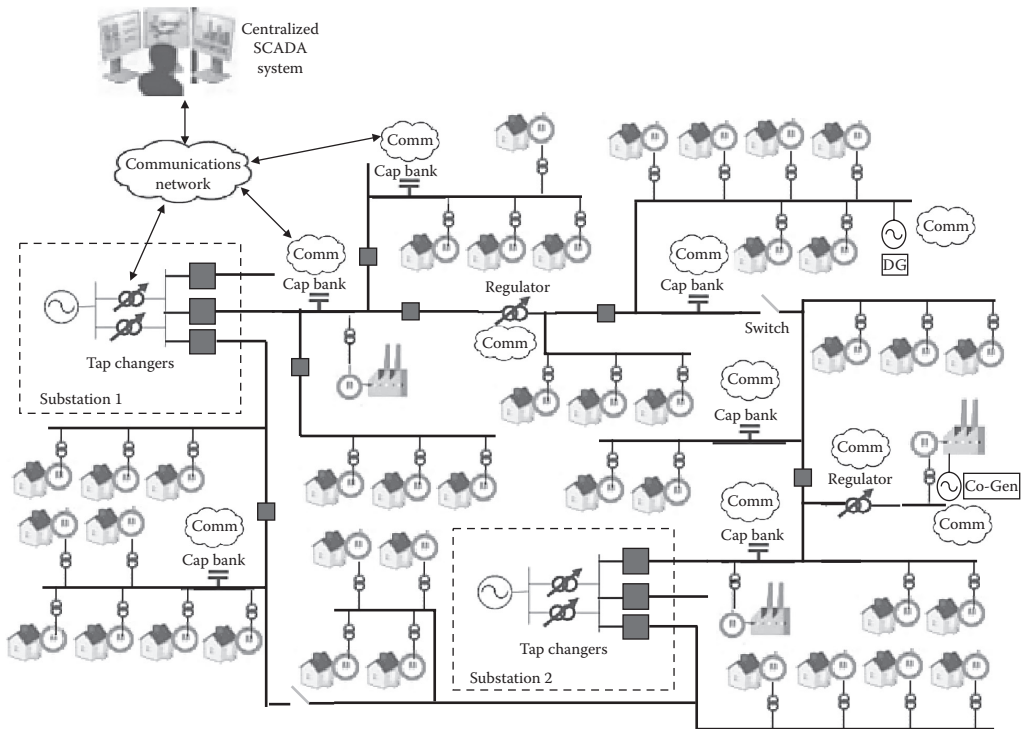 Centralized
SCADA
system
Communications
network
Comm
Cap bank
Comm
Cap bank
Regulator
Comm
Comm
Cap bank
DG
Comm
Switch
Tap changers
Substation 1
Comm
Cap bank
Comm
Regulator
Co-Gen
Comm
Comm
Cap bank
Comm
Cap bank
Tap changers
Substation 2